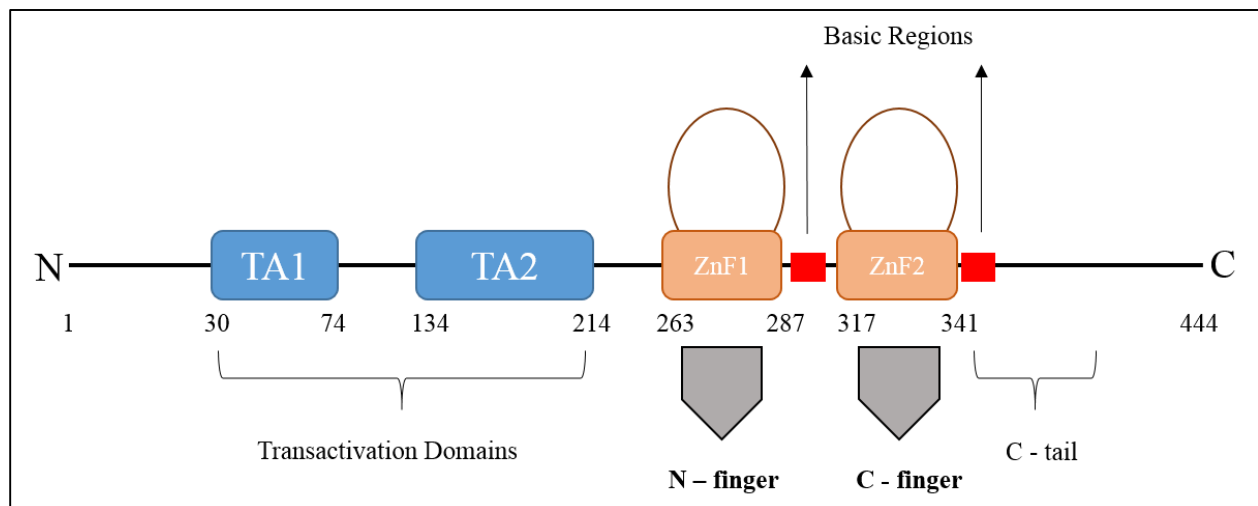 Basic Regions
N TA1 TA2 ZnF1 ZnF2 C
1 30 74 134 214 263 287 317 341 444
Transactivation Domains C - tail
N – finger C - finger